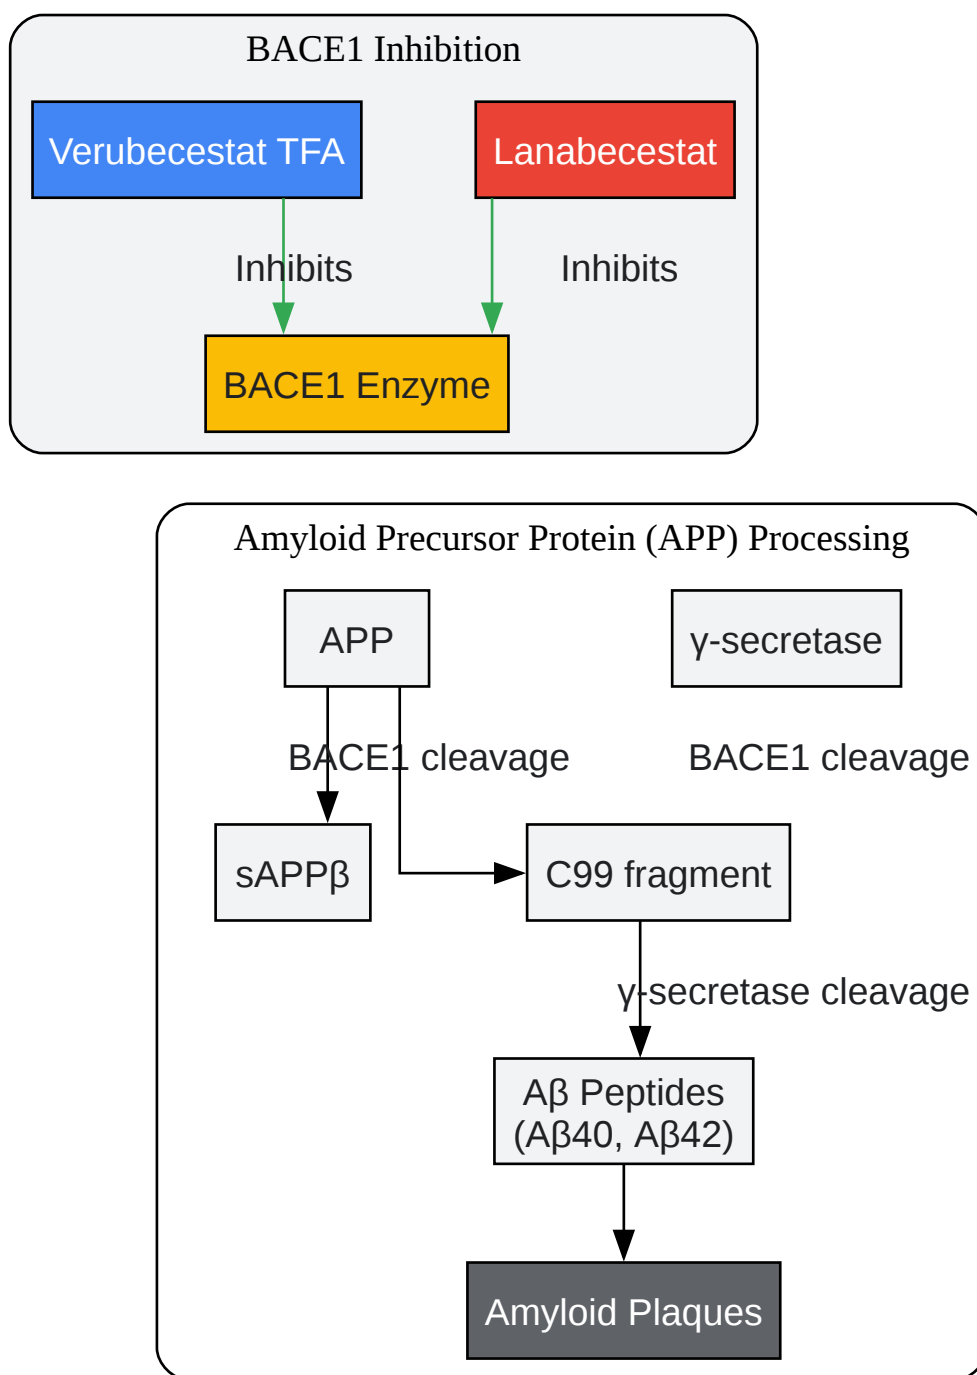 BACE1 Inhibition
Verubecestat TFA
Lanabecestat
Inhibits
Inhibits
BACE1 Enzyme
Amyloid Precursor Protein (APP) Processing
APP
γ-secretase
BACE1 cleavage
BACE1 cleavage
sAPPβ
C99 fragment
γ-secretase cleavage
Aβ Peptides
(Aβ40, Aβ42)
Amyloid Plaques